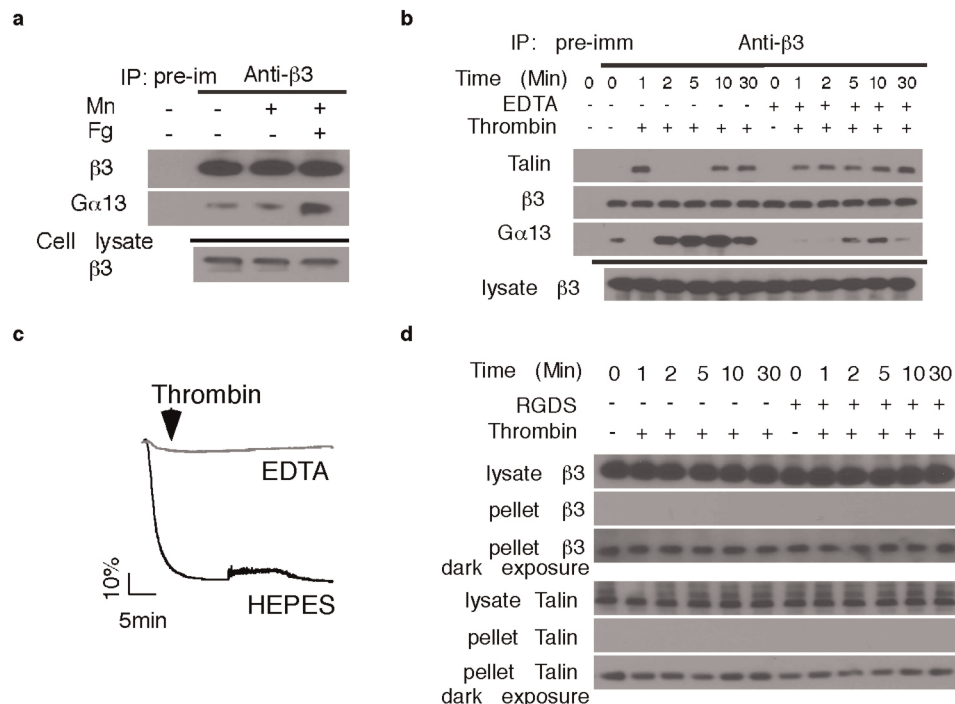 a
IP: pre-im Anti-β3
Mn - - + +
Fg - - - +
β3
Gα13
Cell lysate
β3
b
IP: pre-imm Anti-β3
Time (Min) 0 0 1 2 5 10 30 0 1 2 5 10 30
EDTA - - - - - - - + + + + + +
Thrombin - - + + + + + - + + + + +
Talin
β3
Gα13
lysate β3
c
Thrombin
EDTA
HEPES
10%
5min
d
Time (Min) 0 1 2 5 10 30 0 1 2 5 10 30
RGDS - - - - - - + + + + + +
Thrombin - + + + + + - + + + + +
lysate β3
pellet β3
pellet β3
dark exposure
lysate Talin
pellet Talin
pellet Talin
dark exposure